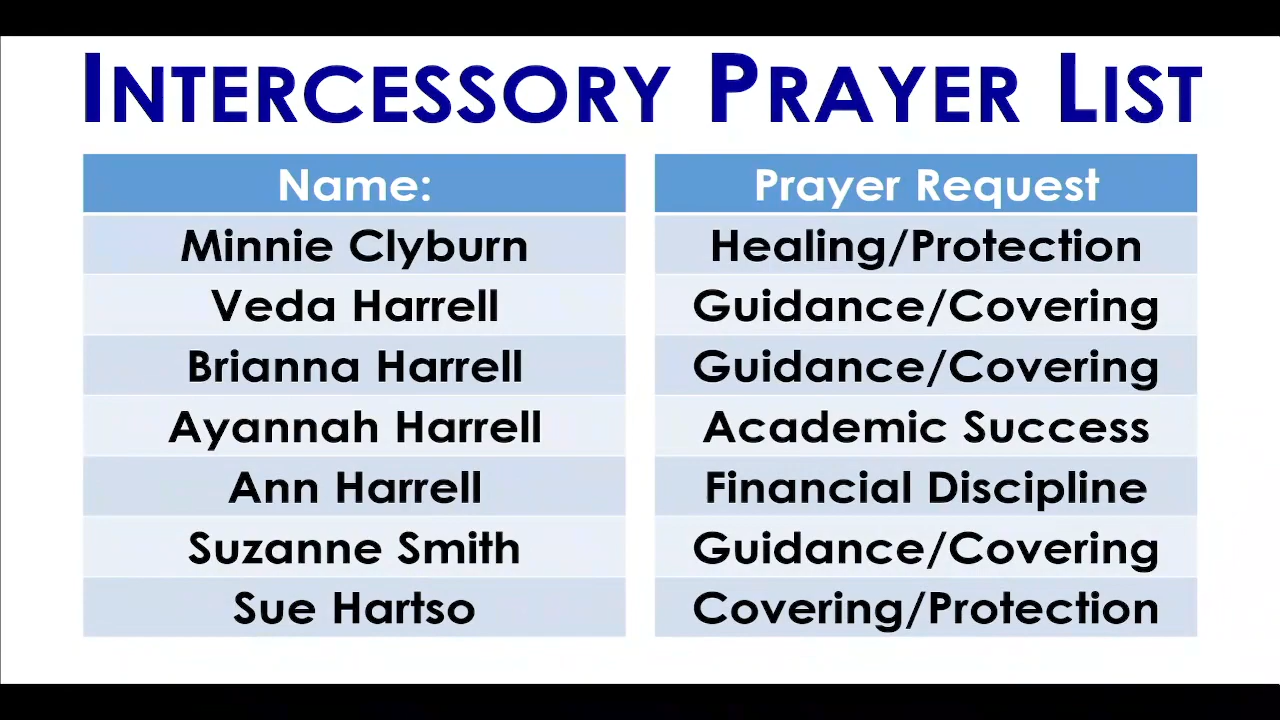 INTERCESSORY PRAYER LIST
Name: Prayer Request
Minnie Clyburn Healing/Protection
Veda Harrell Guidance/Covering
Brianna Harrell Guidance/Covering
Ayannah Harrell Academic Success
Ann Harrell Financial Discipline
Suzanne Smith Guidance/Covering
Sue Hartso Covering/Protection